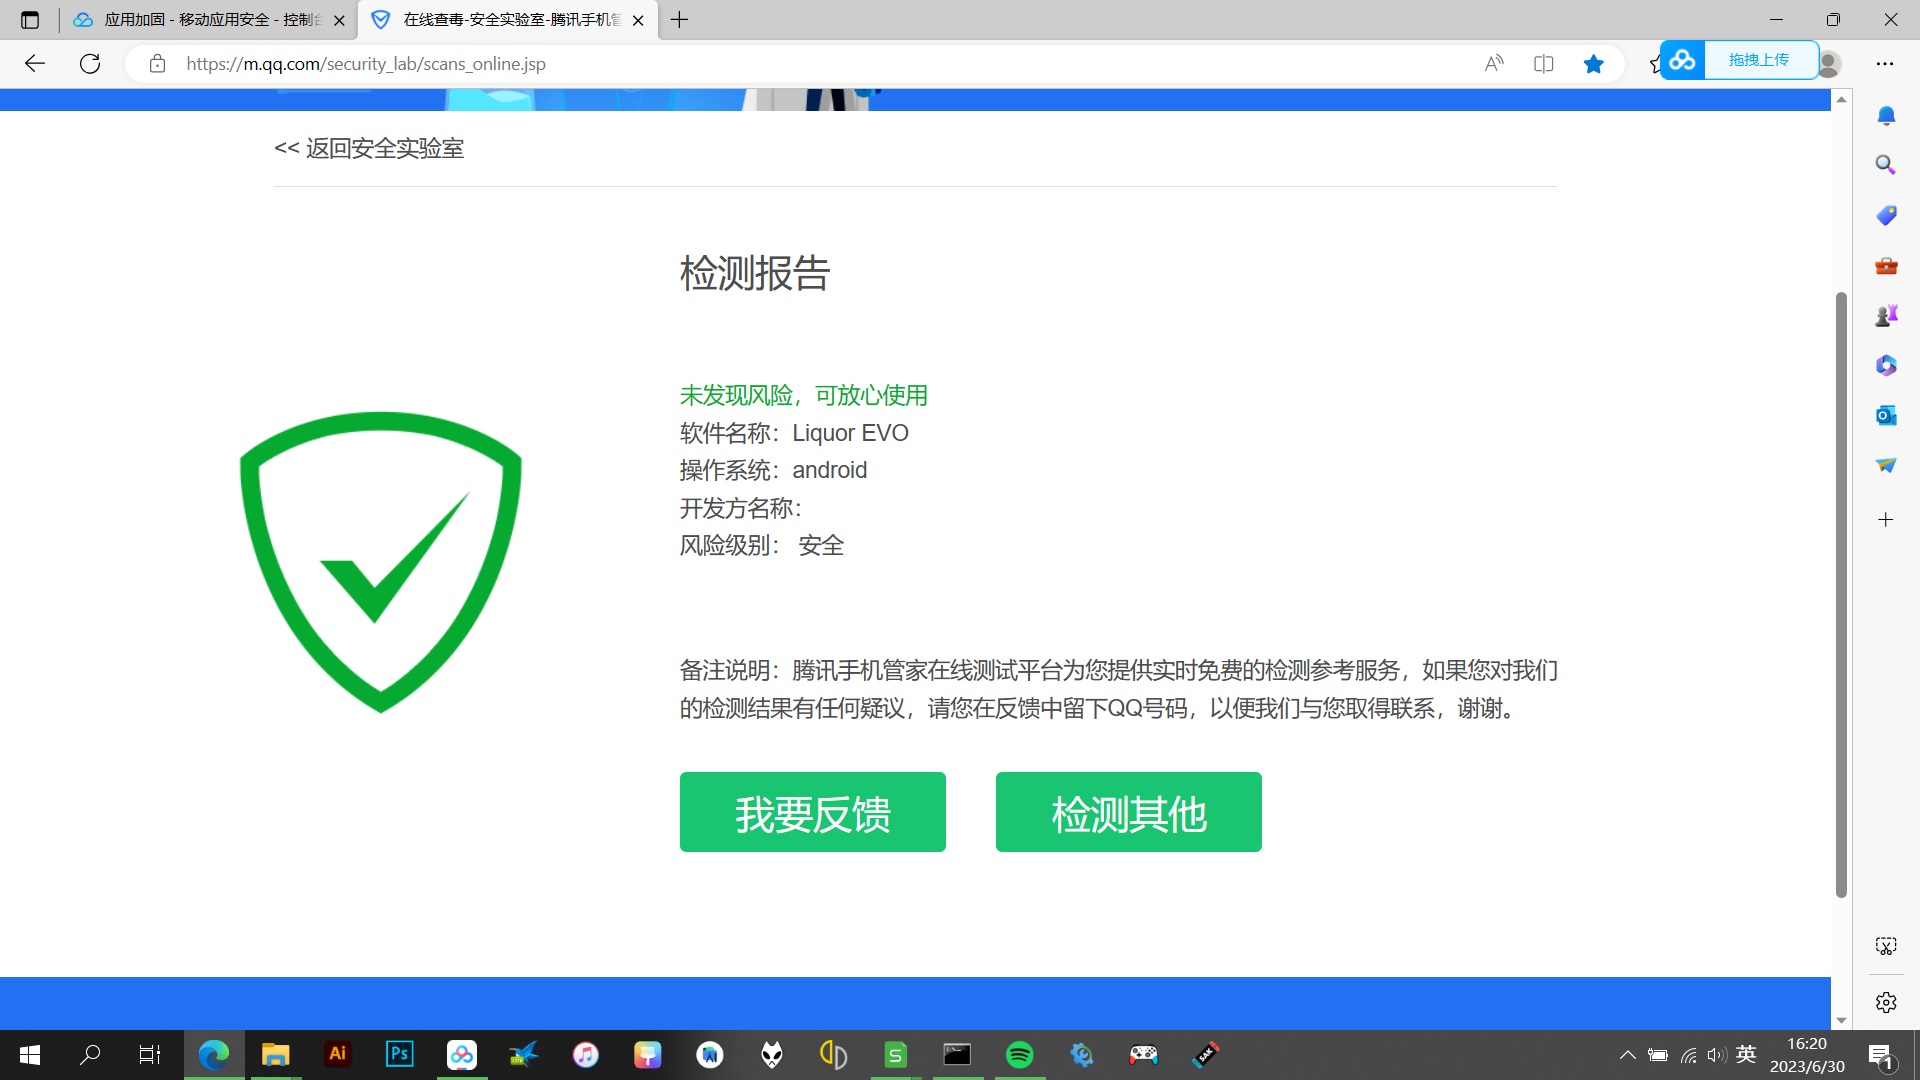 应用加固 - 移动应用安全 - 控制台
在线查毒-安全实验室-腾讯手机管
https://m.qq.com/security_lab/scans_online.jsp
拖拽上传
<< 返回安全实验室
检测报告
未发现风险，可放心使用
软件名称：Liquor EVO
操作系统：android
开发方名称：
风险级别： 安全
备注说明：腾讯手机管家在线测试平台为您提供实时免费的检测参考服务，如果您对我们
的检测结果有任何疑议，请您在反馈中留下QQ号码，以便我们与您取得联系，谢谢。
我要反馈
检测其他
Ai
Ps
S
SAK
英
16:20
2023/6/30
1